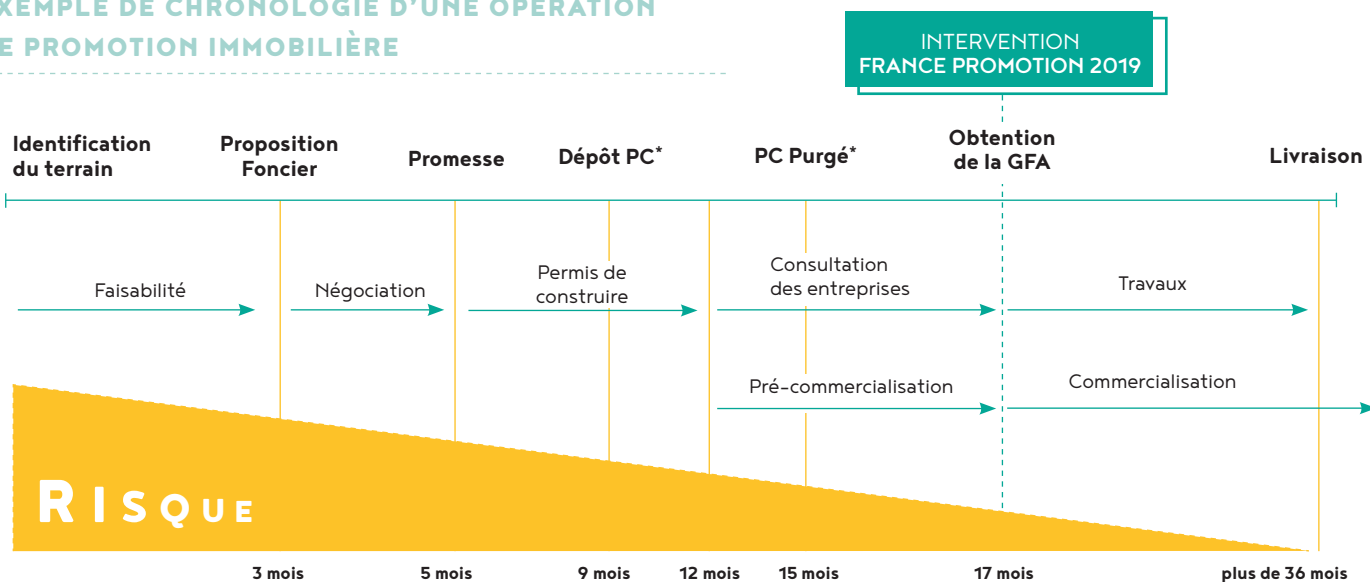 XEMPLE DE CHRONOLOGIE D'UNE OPÉRATION
E PROMOTION IMMOBILIÈRE
INTERVENTION
FRANCE PROMOTION 2019
Identification
du terrain
Proposition
Foncier
Promesse
Dépôt PC*
PC Purgé*
Obtention
de la GFA
Livraison
Faisabilité
Négociation
Permis de
construire
Consultation
des entreprises
Travaux
Pré-commercialisation
Commercialisation
RISQUE
3 mois
5 mois
9 mois
12 mois
15 mois
17 mois
plus de 36 mois